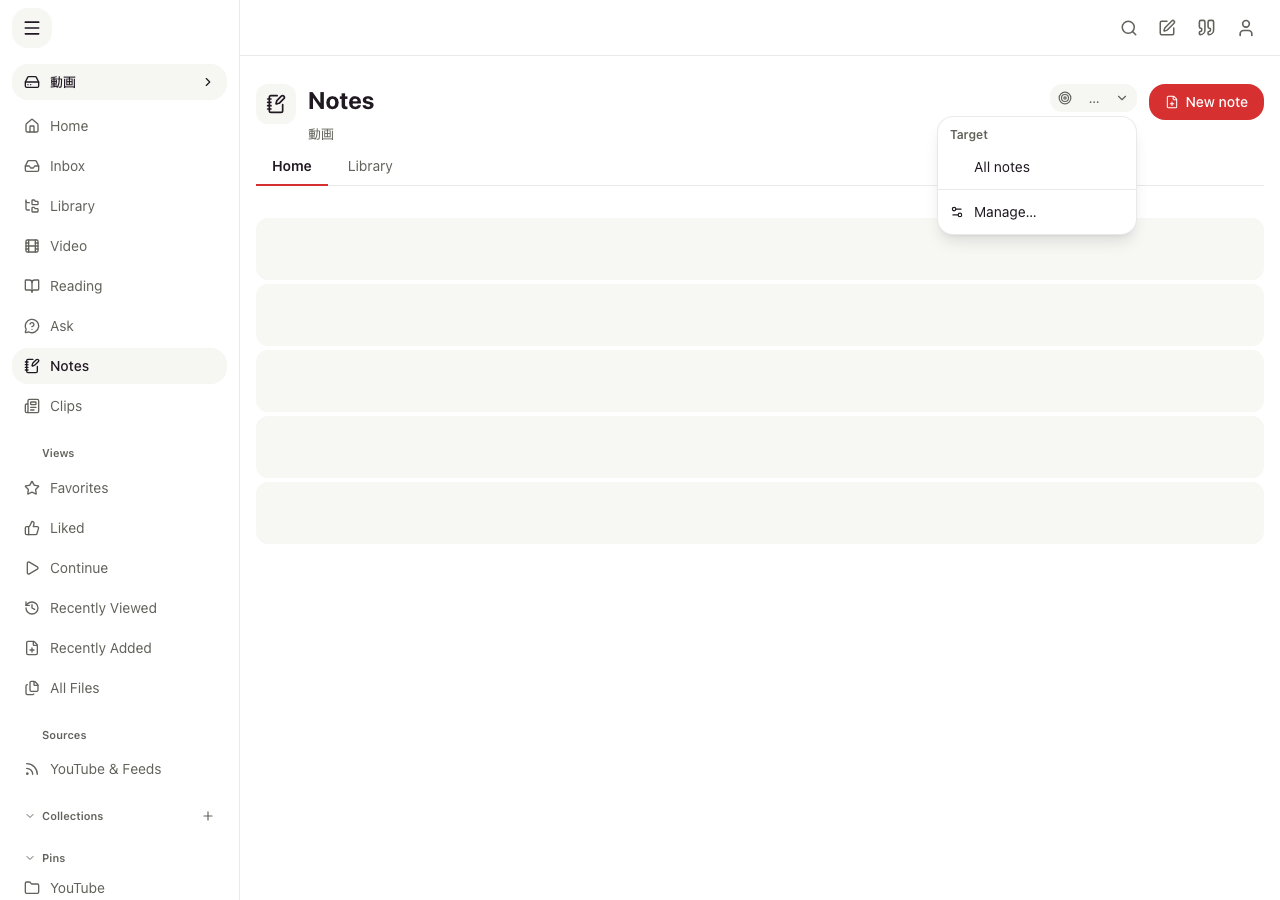 動画
Home
Inbox
Library
Video
Reading
Ask
Notes
Clips
Views
Favorites
Liked
Continue
Recently Viewed
Recently Added
All Files
Sources
YouTube & Feeds
Collections
Pins
YouTube
Notes
動画
...
New note
Target
All notes
Manage...
Home
Library